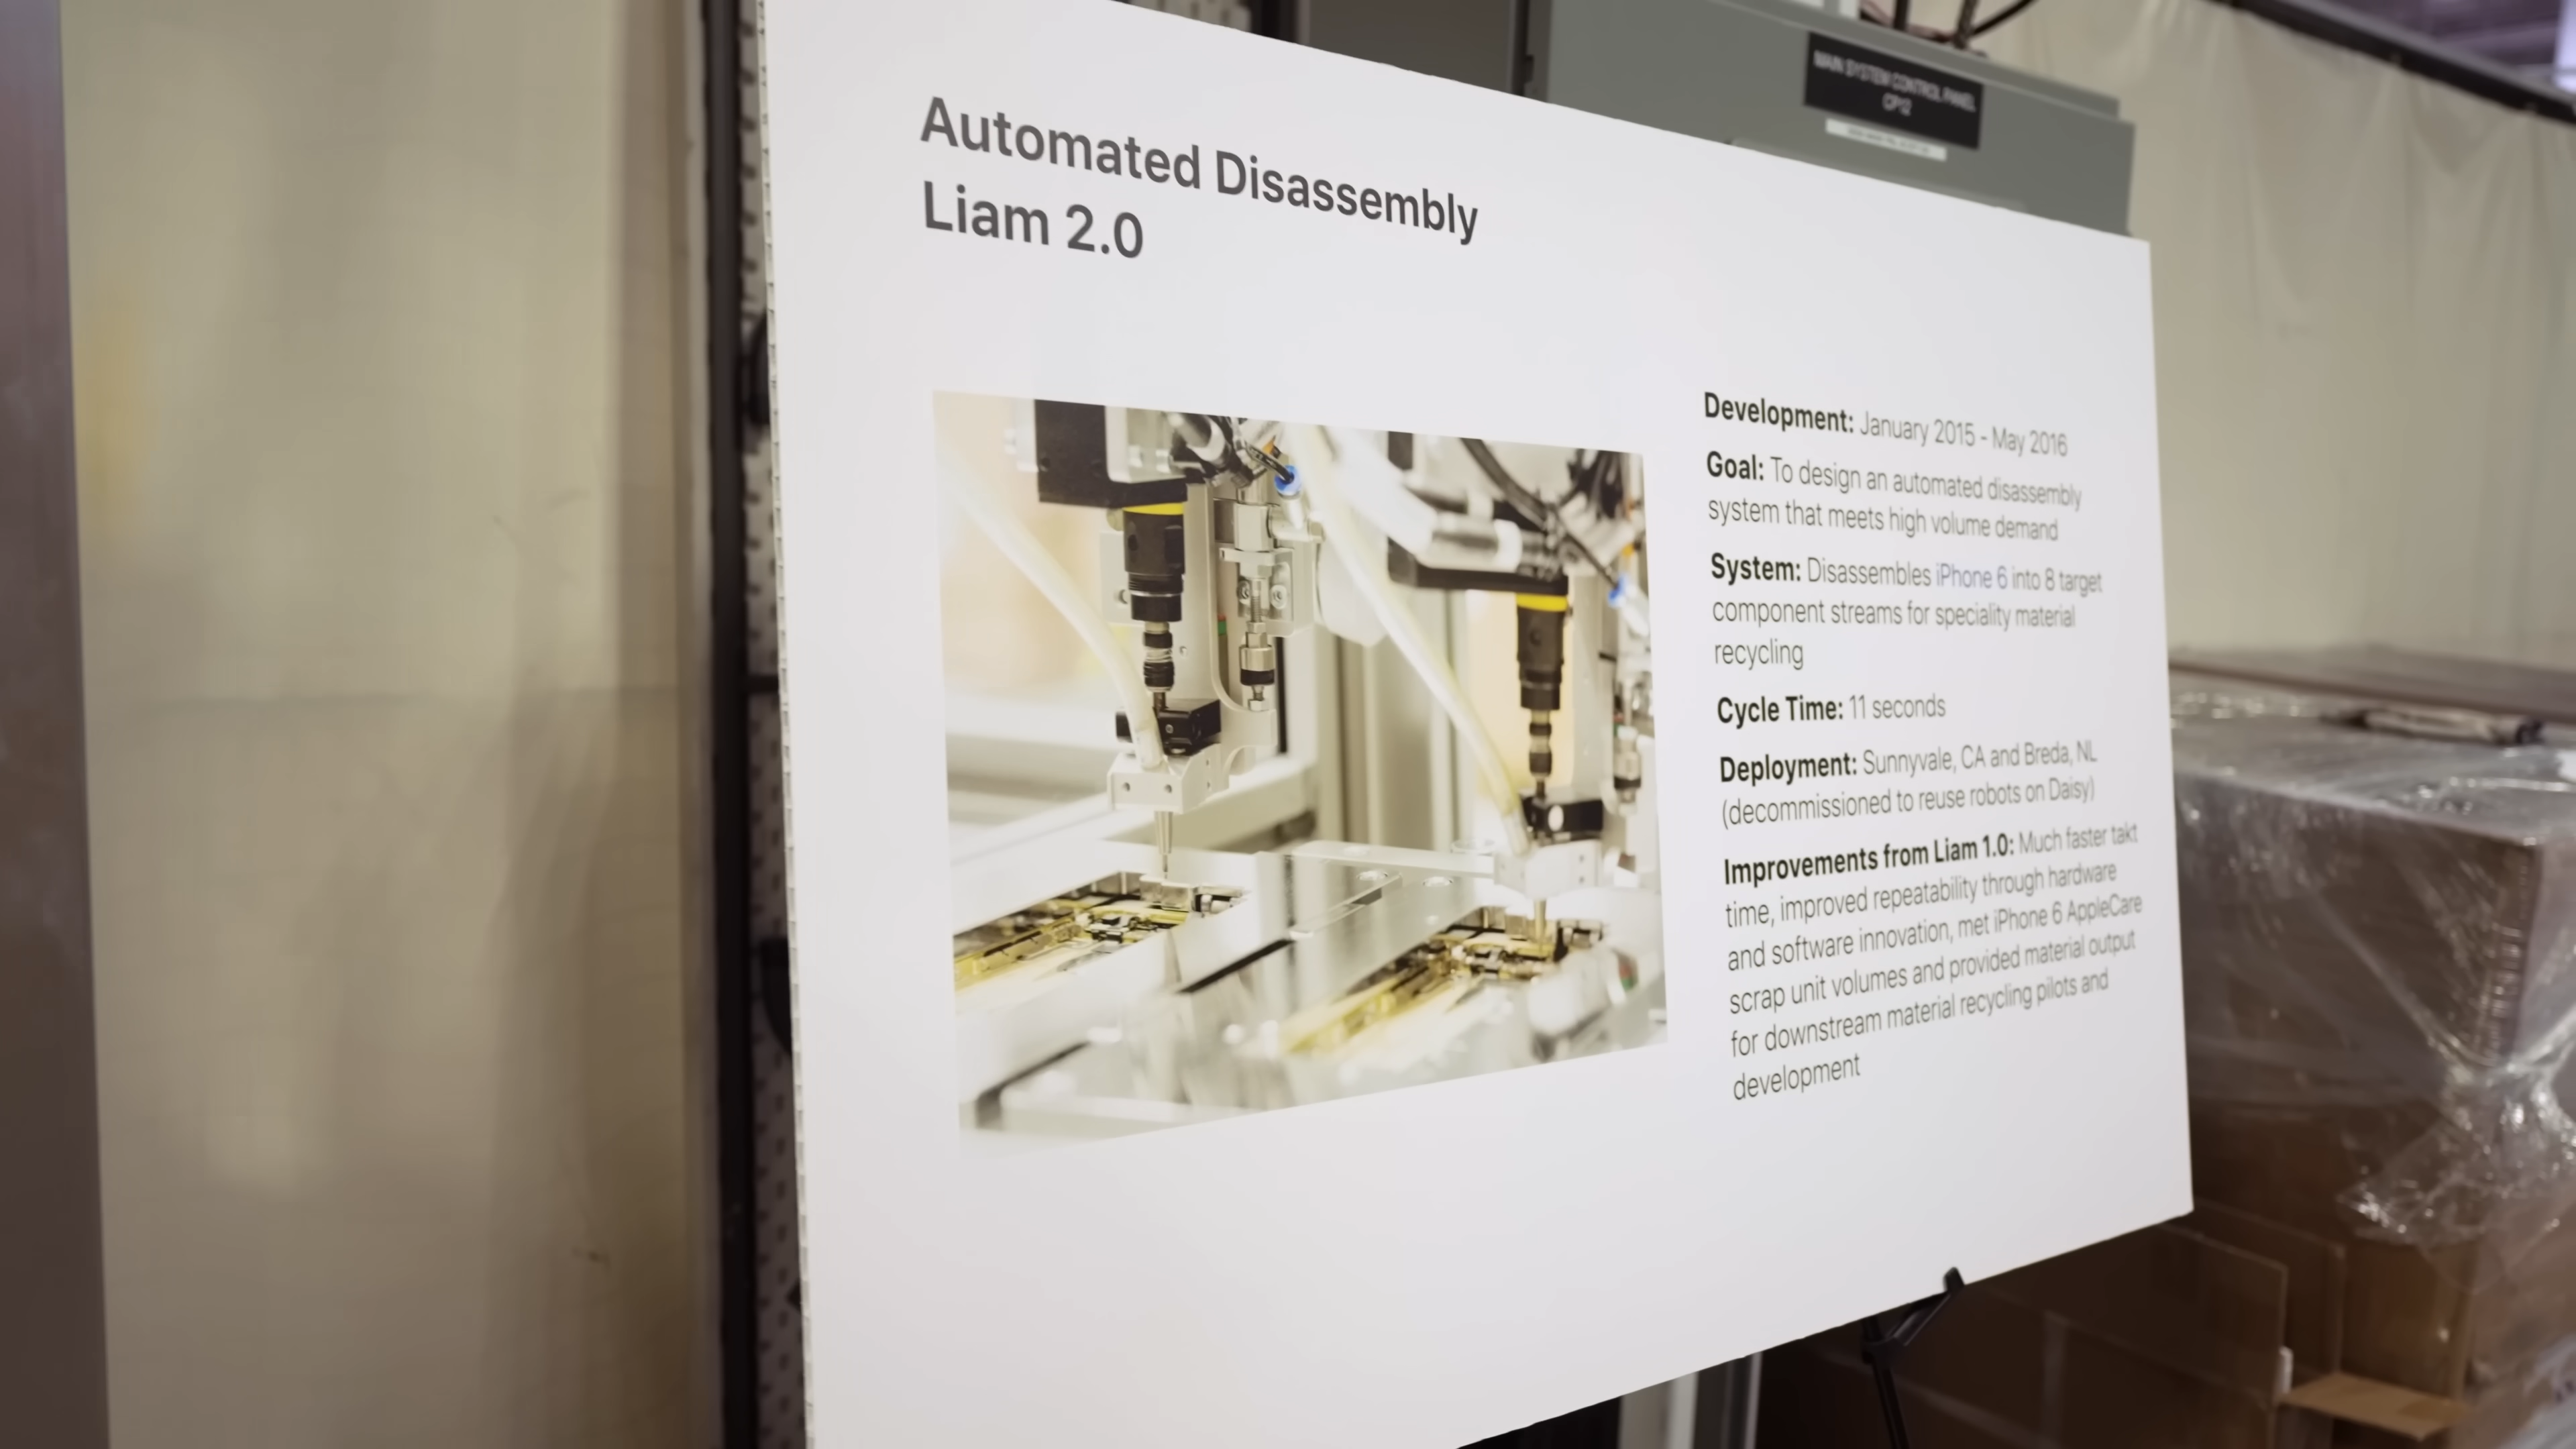 MAIN SYSTEM CONTROL PANEL
Automated Disassembly
Liam 2.0
Development: January 2015 - May 2016
Goal: To design an automated disassembly
system that meets high volume demand
System: Disassembles iPhone 6 into 8 target
component streams for speciality material
recycling
Cycle Time: 11 seconds
Deployment: Sunnyvale, CA and Breda, NL
(decommissioned to reuse robots on Daisy)
Improvements from Liam 1.0: Much faster takt
time, improved repeatability through hardware
and software innovation, met iPhone 6 AppleCare
scrap unit volumes and provided material output
for downstream material recycling pilots and
development